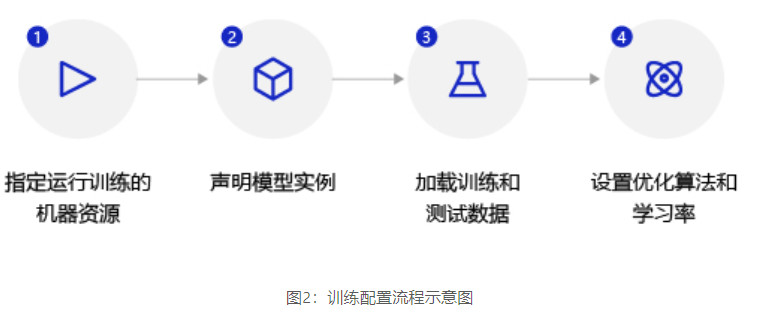 1
2
3
4
指定运行训练的
机器资源
声明模型实例
加载训练和
测试数据
设置优化算法和
学习率
图2：训练配置流程示意图